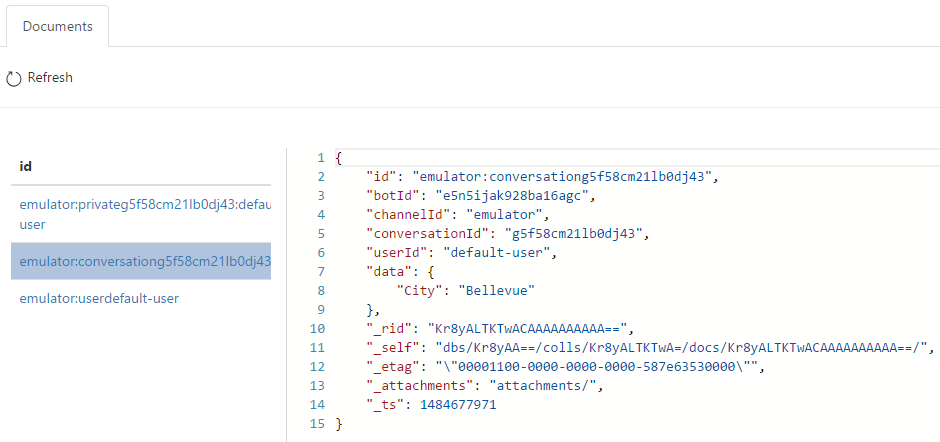 Documents
Refresh
id
emulator:privateg5f58cm21lb0dj43:defau
user
emulator:conversationg5f58cm21lb0dj43
emulator:userdefault-user
1 {
2 "id": "emulator:conversationg5f58cm21lb0dj43",
3 "botId": "e5n5ijak928ba16agc",
4 "channelId": "emulator",
5 "conversationId": "g5f58cm21lb0dj43",
6 "userId": "default-user",
7 "data": {
8 "City": "Bellevue"
9 },
10 "_rid": "Kr8yALTKTwACAAAAAAAAAA==",
11 "_self": "dbs/Kr8yAA==/colls/Kr8yALTKTwA=/docs/Kr8yALTKTwACAAAAAAAAAA==/",
12 "_etag": "\"00001100-0000-0000-0000-587e63530000\"",
13 "_attachments": "attachments/",
14 "_ts": 1484677971
15 }